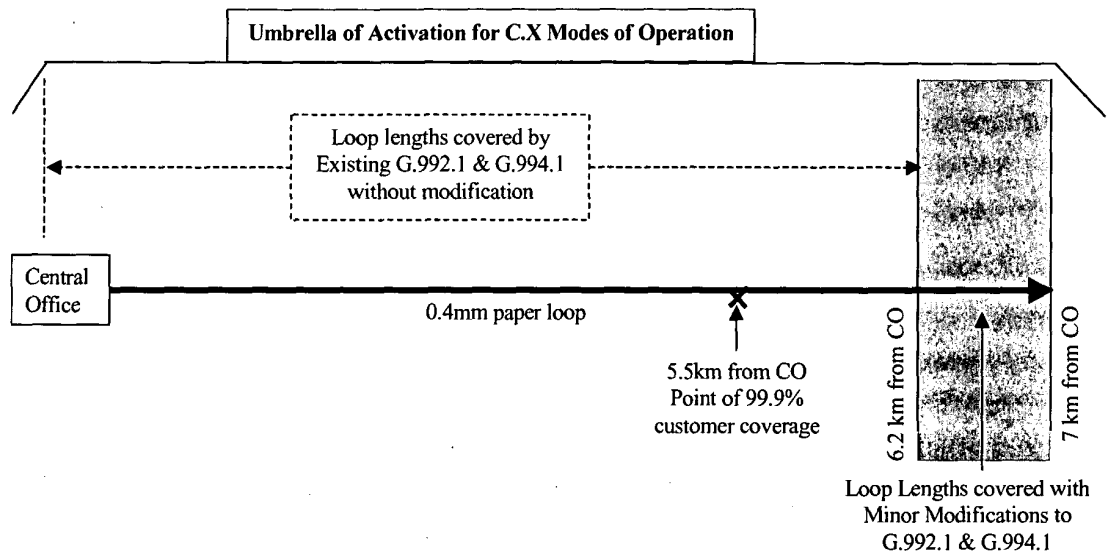 Umbrella of Activation for C.X Modes of Operation
Loop lengths covered by
Existing G.992.1 & G.994.1
without modification
Central
Office
0.4mm paper loop
5.5km from CO
Point of 99.9%
customer coverage
6.2 km from CO
7 km from CO
Loop Lengths covered with
Minor Modifications to
G.992.1 & G.994.1